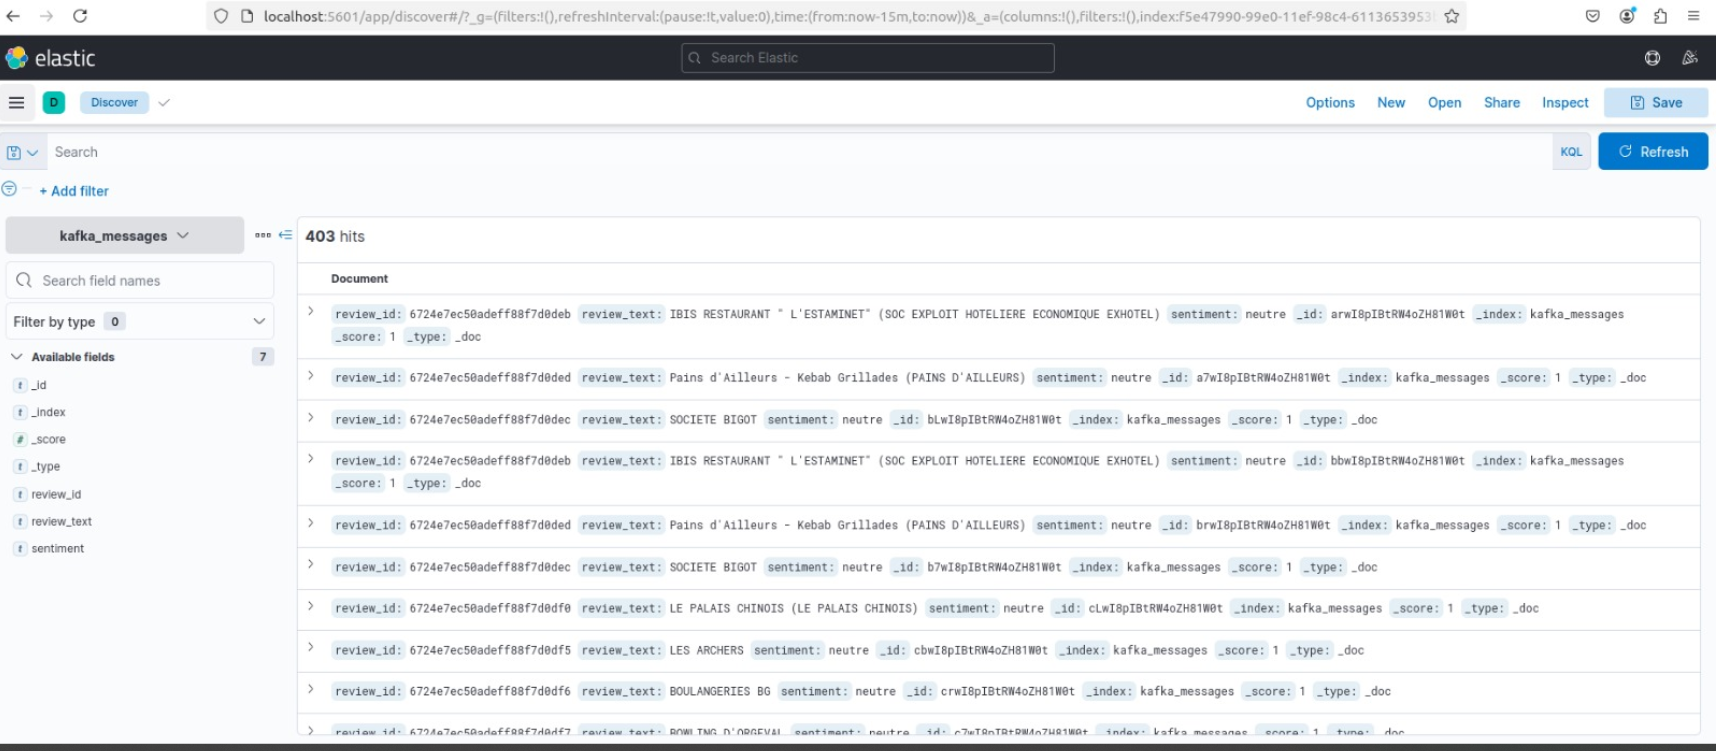 localhost:5601/app/discover#/?_g=(filters:!(),refreshInterval:(pause:!t,value:0),time:(from:now-15m,to:now))&_a=(columns:!(),filters:!(),index:f5e47990-99e0-11ef-98c4-6113653953
elastic
Search Elastic
D Discover Options New Open Share Inspect Save
Search KQL Refresh
+ Add filter
kafka_messages
Search field names
Filter by type 0
Available fields 7
_id
_index
_score
_type
review_id
review_text
sentiment
403 hits
Document
review_id: 6724e7ec50adeff88f7d0deb review_text: IBIS RESTAURANT " L'ESTAMINET" (SOC EXPLOIT HOTELIERE ECONOMIQUE EXHOTEL) sentiment: neutre _id: arwI8pIBtRW4oZH81W0t _index: kafka_messages
_score: 1 _type: _doc
review_id: 6724e7ec50adeff88f7d0ded review_text: Pains d'Ailleurs - Kebab Grillades (PAINS D'AILLEURS) sentiment: neutre _id: a7wI8pIBtRW4oZH81W0t _index: kafka_messages _score: 1 _type: _doc
review_id: 6724e7ec50adeff88f7d0dec review_text: SOCIETE BIGOT sentiment: neutre _id: bLwI8pIBtRW4oZH81W0t _index: kafka_messages _score: 1 _type: _doc
review_id: 6724e7ec50adeff88f7d0deb review_text: IBIS RESTAURANT " L'ESTAMINET" (SOC EXPLOIT HOTELIERE ECONOMIQUE EXHOTEL) sentiment: neutre _id: bbwI8pIBtRW4oZH81W0t _index: kafka_messages
_score: 1 _type: _doc
review_id: 6724e7ec50adeff88f7d0ded review_text: Pains d'Ailleurs - Kebab Grillades (PAINS D'AILLEURS) sentiment: neutre _id: brwI8pIBtRW4oZH81W0t _index: kafka_messages _score: 1 _type: _doc
review_id: 6724e7ec50adeff88f7d0dec review_text: SOCIETE BIGOT sentiment: neutre _id: b7wI8pIBtRW4oZH81W0t _index: kafka_messages _score: 1 _type: _doc
review_id: 6724e7ec50adeff88f7d0df0 review_text: LE PALAIS CHINOIS (LE PALAIS CHINOIS) sentiment: neutre _id: cLwI8pIBtRW4oZH81W0t _index: kafka_messages _score: 1 _type: _doc
review_id: 6724e7ec50adeff88f7d0df5 review_text: LES ARCHERS sentiment: neutre _id: cbwI8pIBtRW4oZH81W0t _index: kafka_messages _score: 1 _type: _doc
review_id: 6724e7ec50adeff88f7d0df6 review_text: BOULANGERIES BG sentiment: neutre _id: crwI8pIBtRW4oZH81W0t _index: kafka_messages _score: 1 _type: _doc
review_id: 6724e7ec50adeff88f7d0df7 review_text: BOWLING D'ORGEVAL sentiment: neutre _id: c7wI8pIBtRW4oZH81W0t _index: kafka_messages _score: 1 _type: _doc